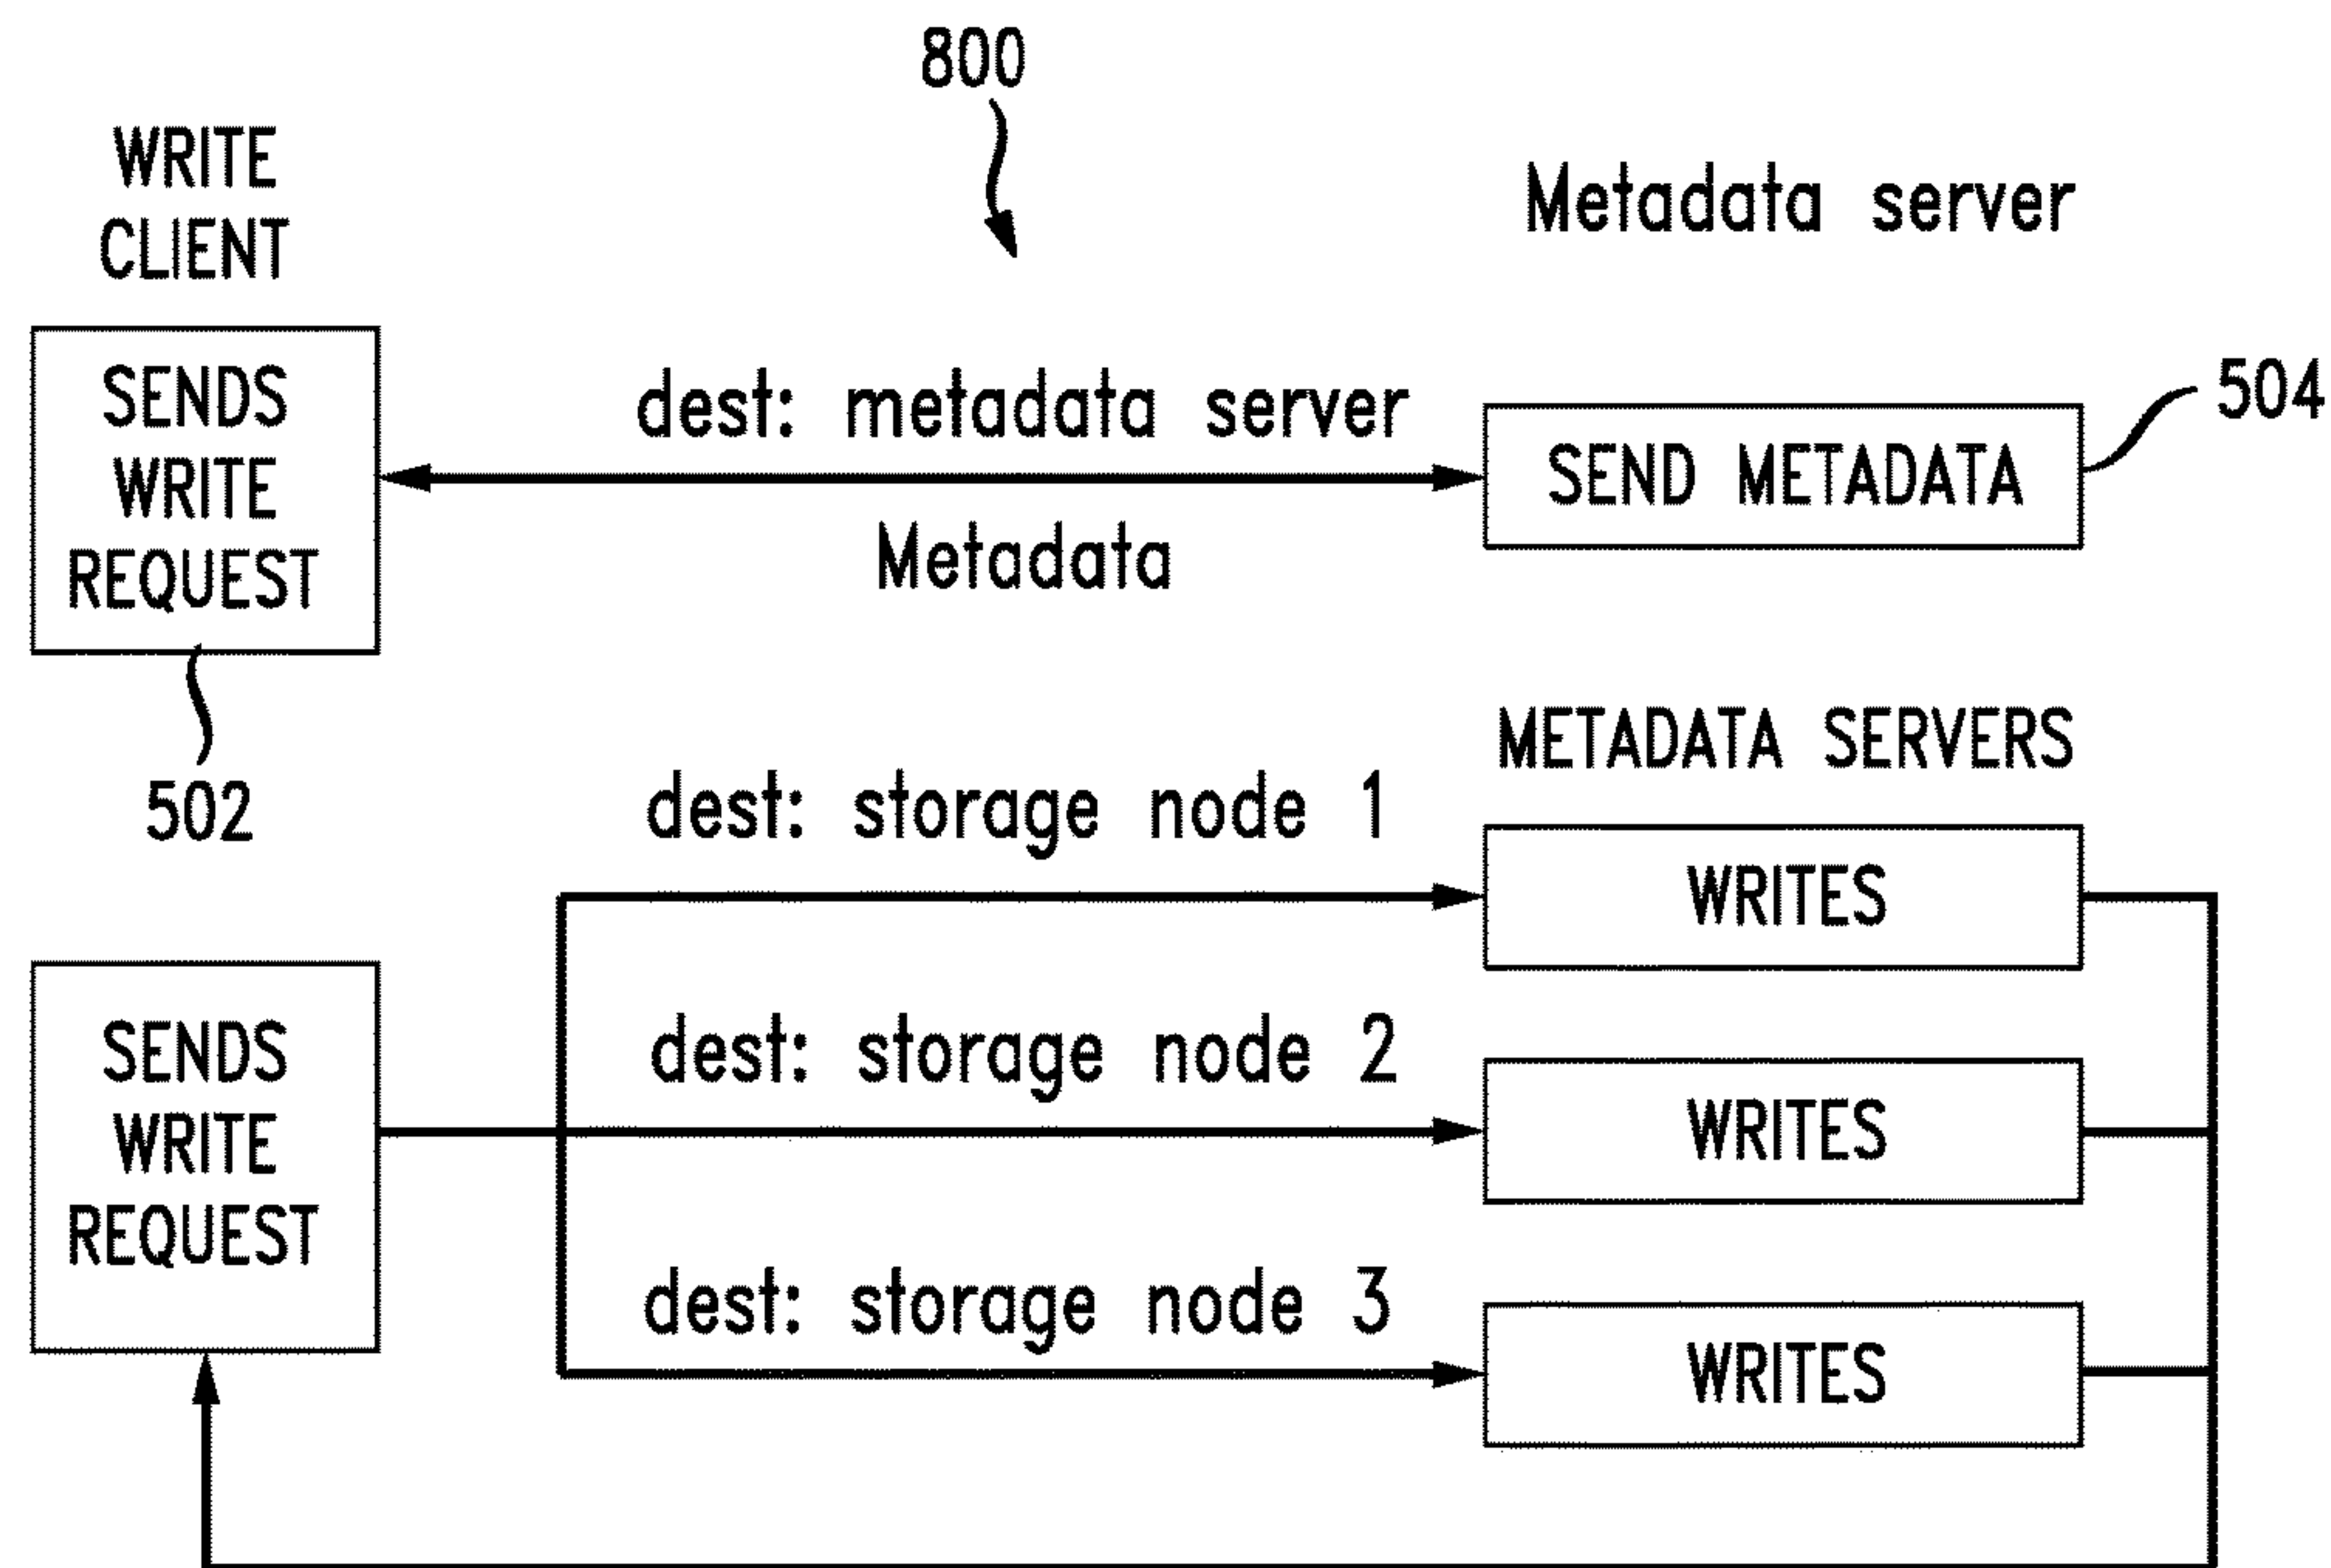 800
WRITE
CLIENT
Metadata server
SENDS
WRITE
REQUEST
dest: metadata server
Metadata
SEND METADATA
504
502
METADATA SERVERS
dest: storage node 1
WRITES
SENDS
WRITE
REQUEST
dest: storage node 2
WRITES
dest: storage node 3
WRITES